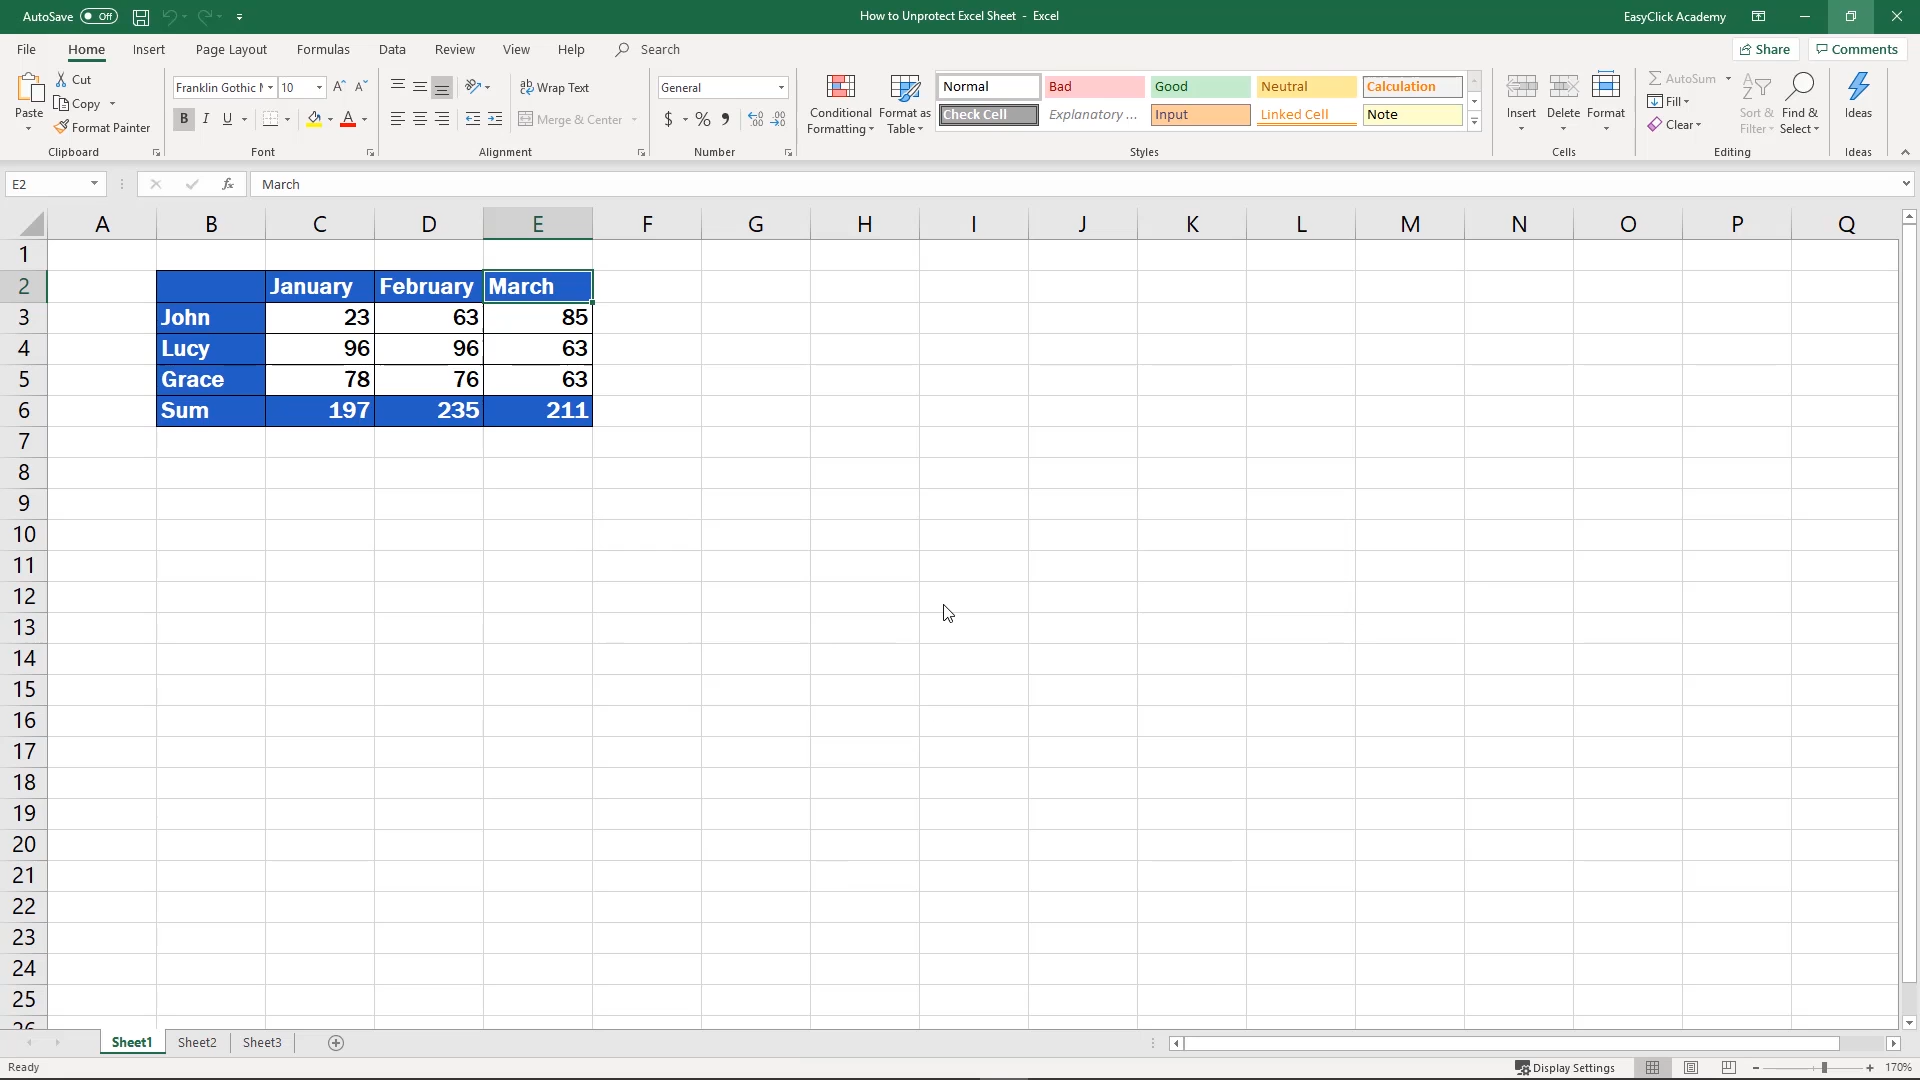 AutoSave Off How to Unprotect Excel Sheet - Excel EasyClick Academy
File Home Insert Page Layout Formulas Data Review View Help Search Share Comments
Paste
Cut
Copy
Format Painter
Clipboard
Franklin Gothic M 10
B I U A
Font
Wrap Text
Merge & Center
Alignment
General
$ % 9
Number
Conditional Formatting
Format as Table
Normal Bad Good Neutral Calculation
Check Cell Explanatory ... Input Linked Cell Note
Styles
Insert Delete Format
Cells
AutoSum
Fill
Clear
Sort & Filter
Find & Select
Editing
Ideas
Ideas
E2 fx March
A B C D E F G H I J K L M N O P Q
1
2 January February March
3 John 23 63 85
4 Lucy 96 96 63
5 Grace 78 76 63
6 Sum 197 235 211
7
8
9
10
11
12
13
14
15
16
17
18
19
20
21
22
23
24
25
26
Sheet1 Sheet2 Sheet3
Ready Display Settings 170%